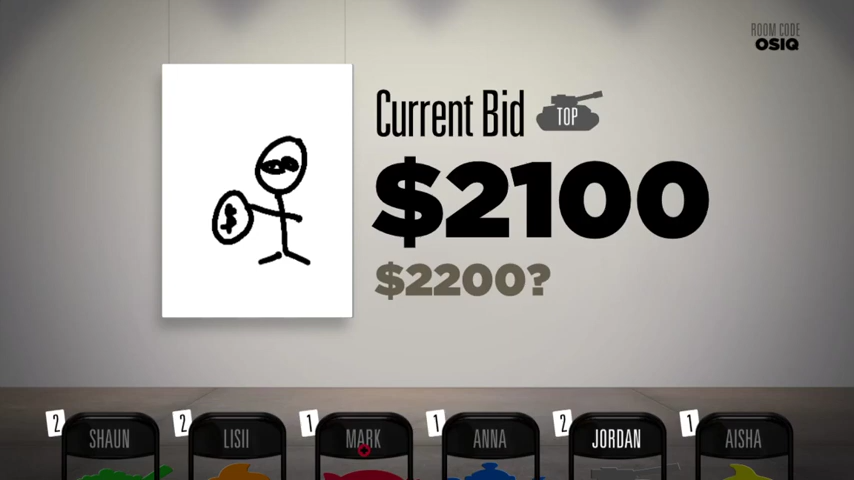 ROOM CODE
OSIQ
Current Bid
TOP
$2100
$2200?
$
2 SHAUN
2 LISII
1 MARK
1 ANNA
2 JORDAN
1 AISHA